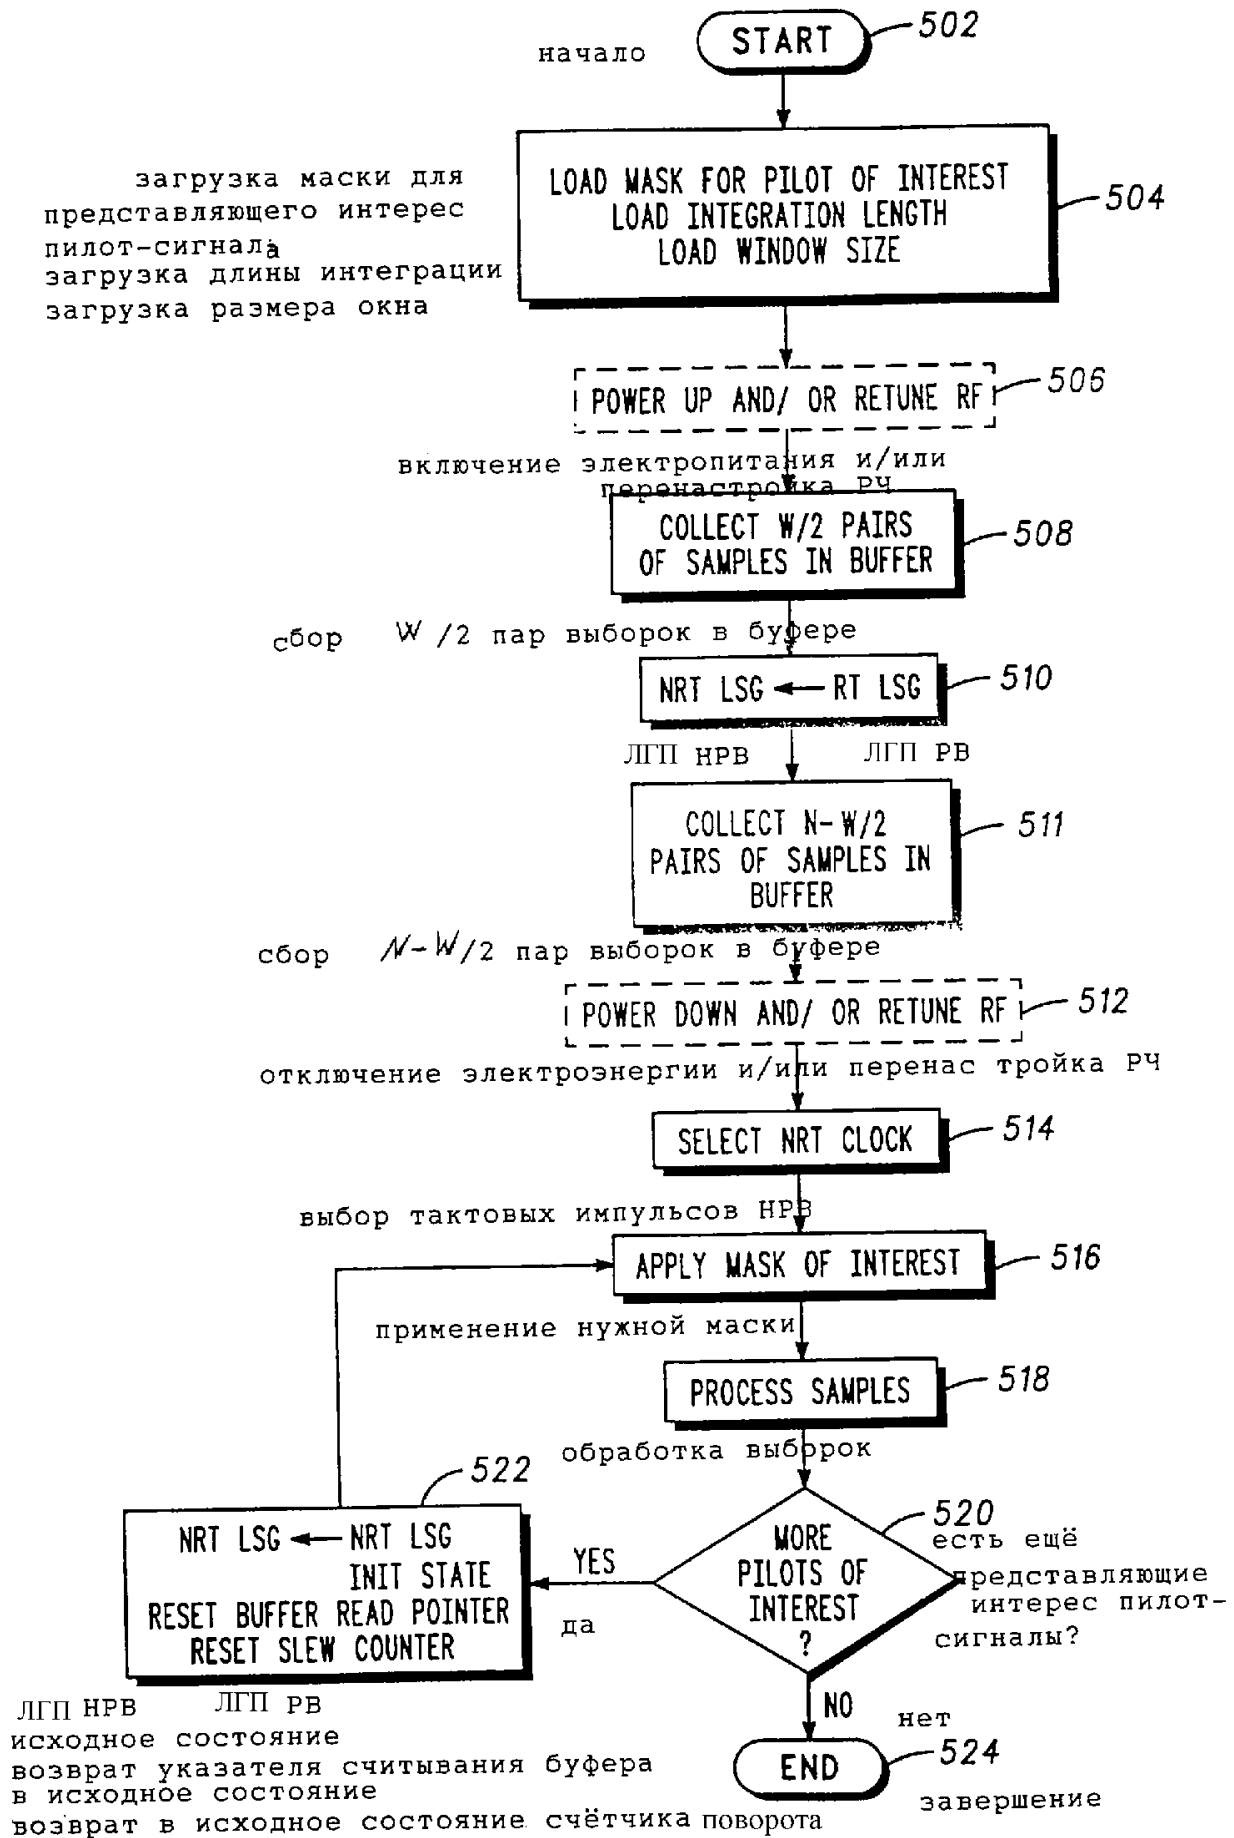 START
502
начало
LOAD MASK FOR PILOT OF INTEREST
LOAD INTEGRATION LENGTH
LOAD WINDOW SIZE
504
загрузка маски для
представляющего интерес
пилот-сигнала
загрузка длины интеграции
загрузка размера окна
POWER UP AND/ OR RETUNE RF
506
включение электропитания и/или
перенастройка РЧ
COLLECT W/2 PAIRS
OF SAMPLES IN BUFFER
508
сбор W/2 пар выборок в буфере
NRT LSG ← RT LSG
510
ЛГП НРВ ЛГП РВ
COLLECT N-W/2
PAIRS OF SAMPLES IN
BUFFER
511
сбор N-W/2 пар выборок в буфере
POWER DOWN AND/ OR RETUNE RF
512
отключение электроэнергии и/или перенас тройка РЧ
SELECT NRT CLOCK
514
выбор тактовых импульсов НРВ
APPLY MASK OF INTEREST
516
применение нужной маски
PROCESS SAMPLES
518
обработка выборок
MORE
PILOTS OF
INTEREST
?
520
есть ещё
представляющие
интерес пилот-
сигналы?
YES
да
522
NRT LSG ← NRT LSG
INIT STATE
RESET BUFFER READ POINTER
RESET SLEW COUNTER
ЛГП НРВ ЛГП РВ
исходное состояние
возврат указателя считывания буфера
в исходное состояние
возврат в исходное состояние счётчика поворота
NO
нет
END
524
завершение